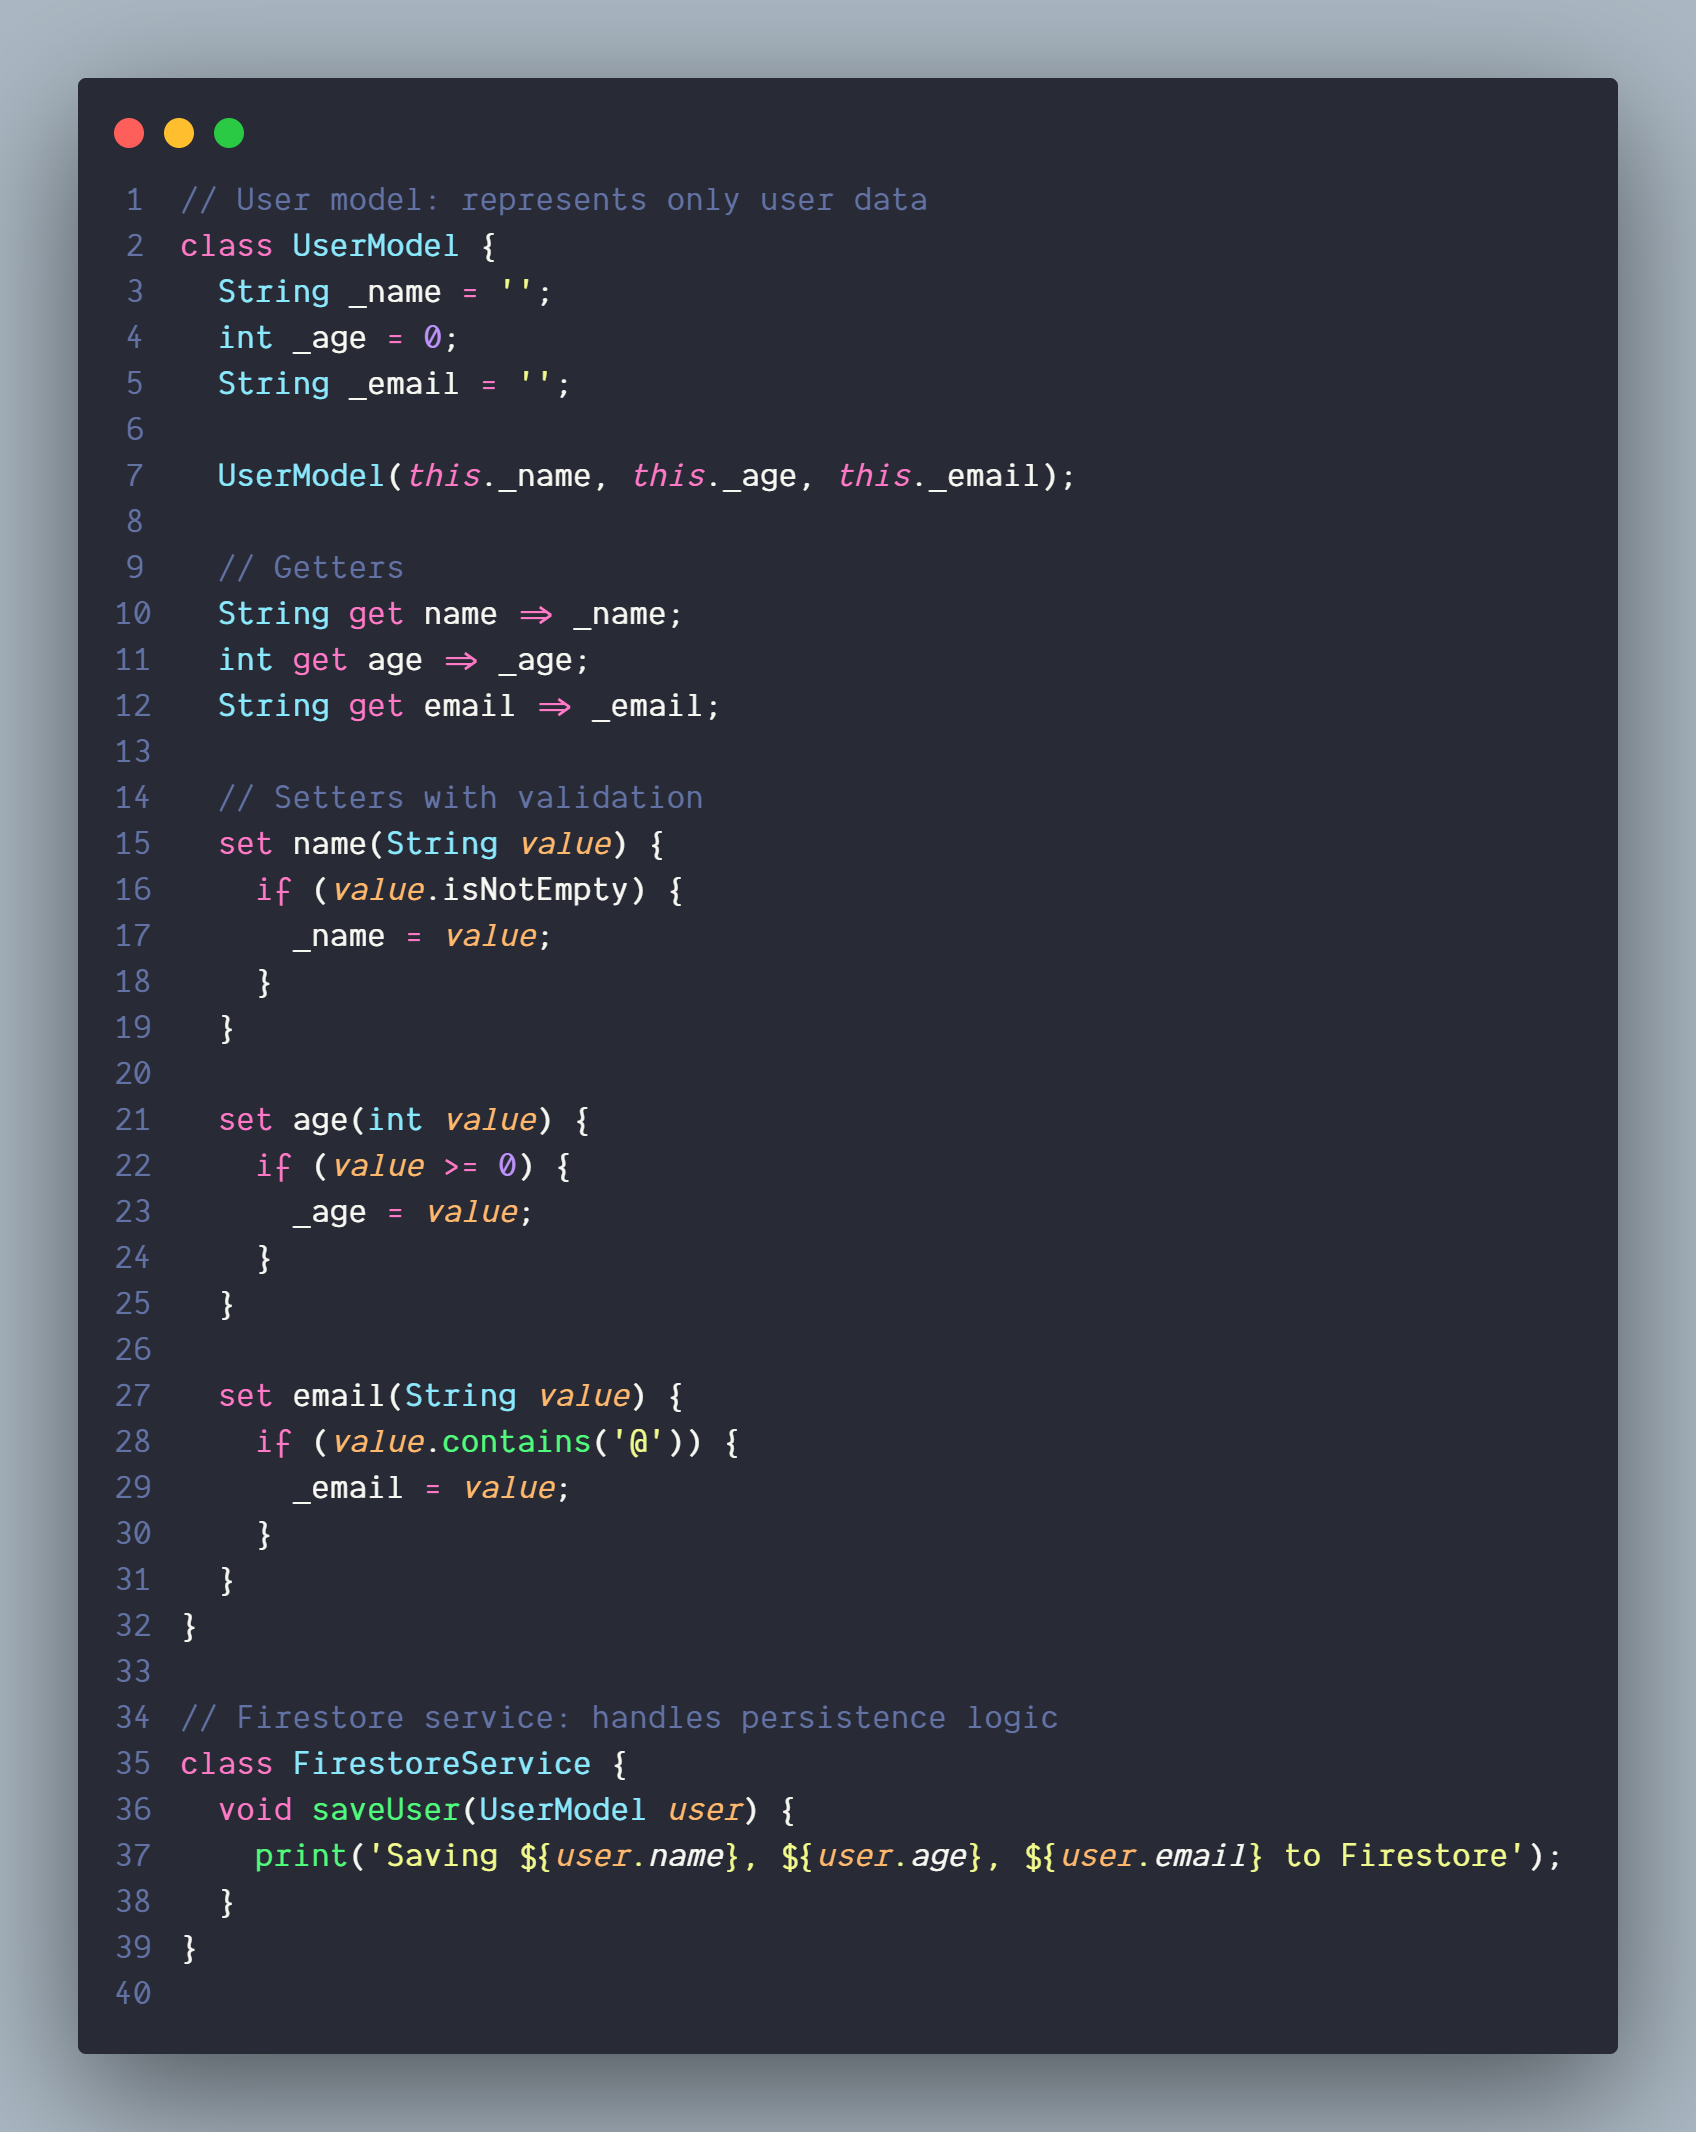 1 // User model: represents only user data
2 class UserModel {
3   String _name = '';
4   int _age = 0;
5   String _email = '';
6
7   UserModel(this._name, this._age, this._email);
8
9   // Getters
10   String get name => _name;
11   int get age => _age;
12   String get email => _email;
13
14   // Setters with validation
15   set name(String value) {
16     if (value.isNotEmpty) {
17       _name = value;
18     }
19   }
20
21   set age(int value) {
22     if (value >= 0) {
23       _age = value;
24     }
25   }
26
27   set email(String value) {
28     if (value.contains('@')) {
29       _email = value;
30     }
31   }
32 }
33
34 // Firestore service: handles persistence logic
35 class FirestoreService {
36   void saveUser(UserModel user) {
37     print('Saving ${user.name}, ${user.age}, ${user.email} to Firestore');
38   }
39 }
40